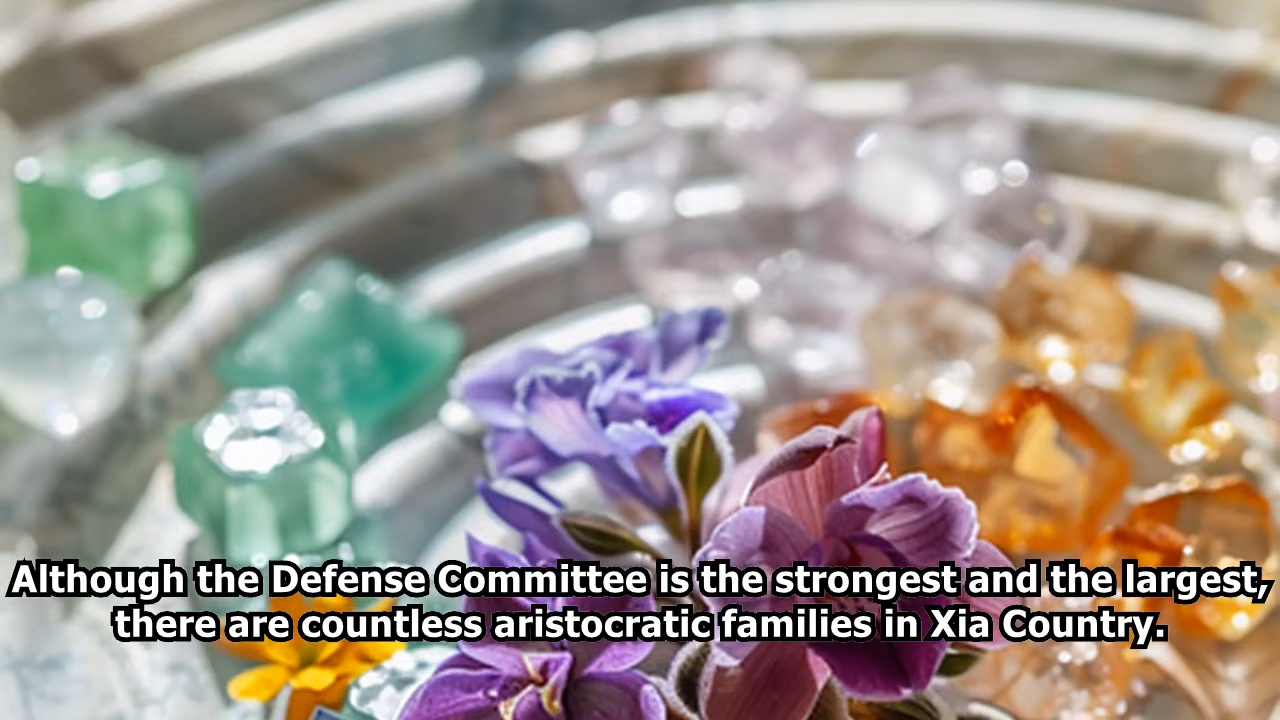 Although the Defense Committee is the strongest and the largest,
there are countless aristocratic families in Xia Country.